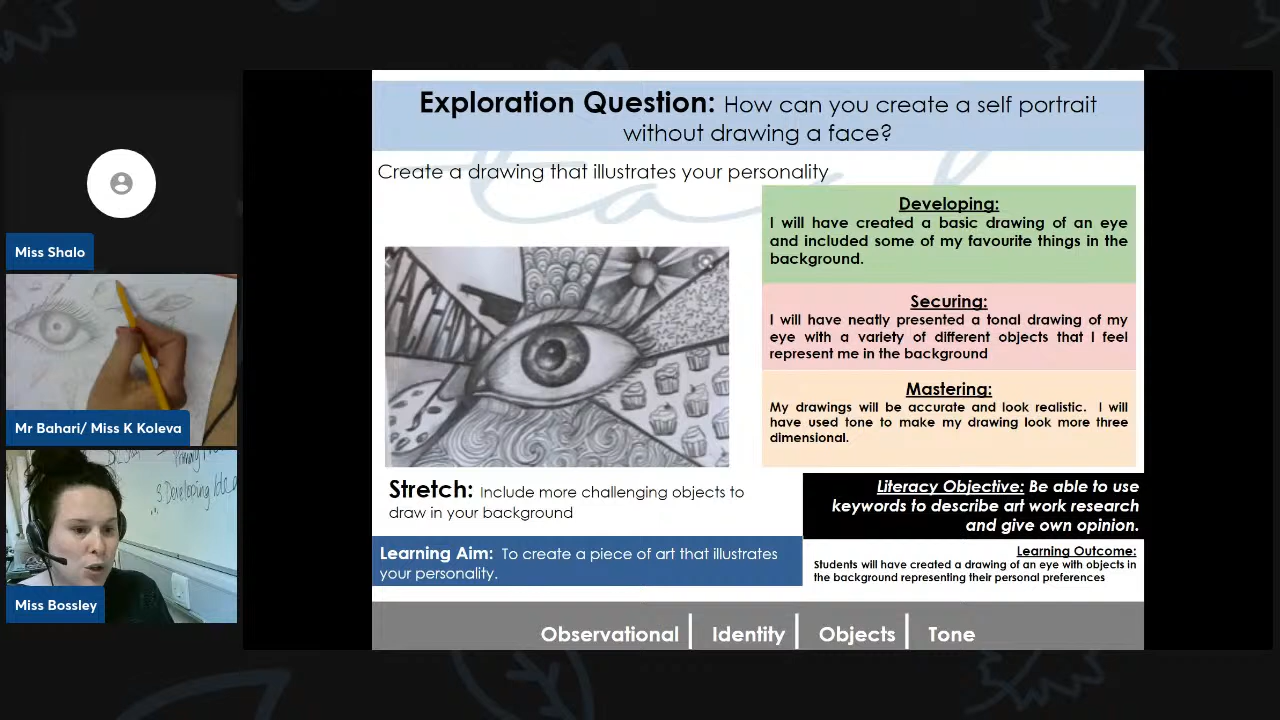 Exploration Question: How can you create a self portrait
without drawing a face?
Create a drawing that illustrates your personality
Developing:
I will have created a basic drawing of an eye
and included some of my favourite things in the
background.
Securing:
I will have neatly presented a tonal drawing of my
eye with a variety of different objects that I feel
represent me in the background
Mastering:
My drawings will be accurate and look realistic. I will
have used tone to make my drawing look more three
dimensional.
Stretch: Include more challenging objects to
draw in your background
Literacy Objective: Be able to use
keywords to describe art work research
and give own opinion.
Learning Aim: To create a piece of art that illustrates
your personality.
Learning Outcome:
Students will have created a drawing of an eye with objects in
the background representing their personal preferences
Observational | Identity | Objects | Tone
Miss Shalo
Mr Bahari/ Miss K Koleva
3. Developing Idea
Miss Bossley